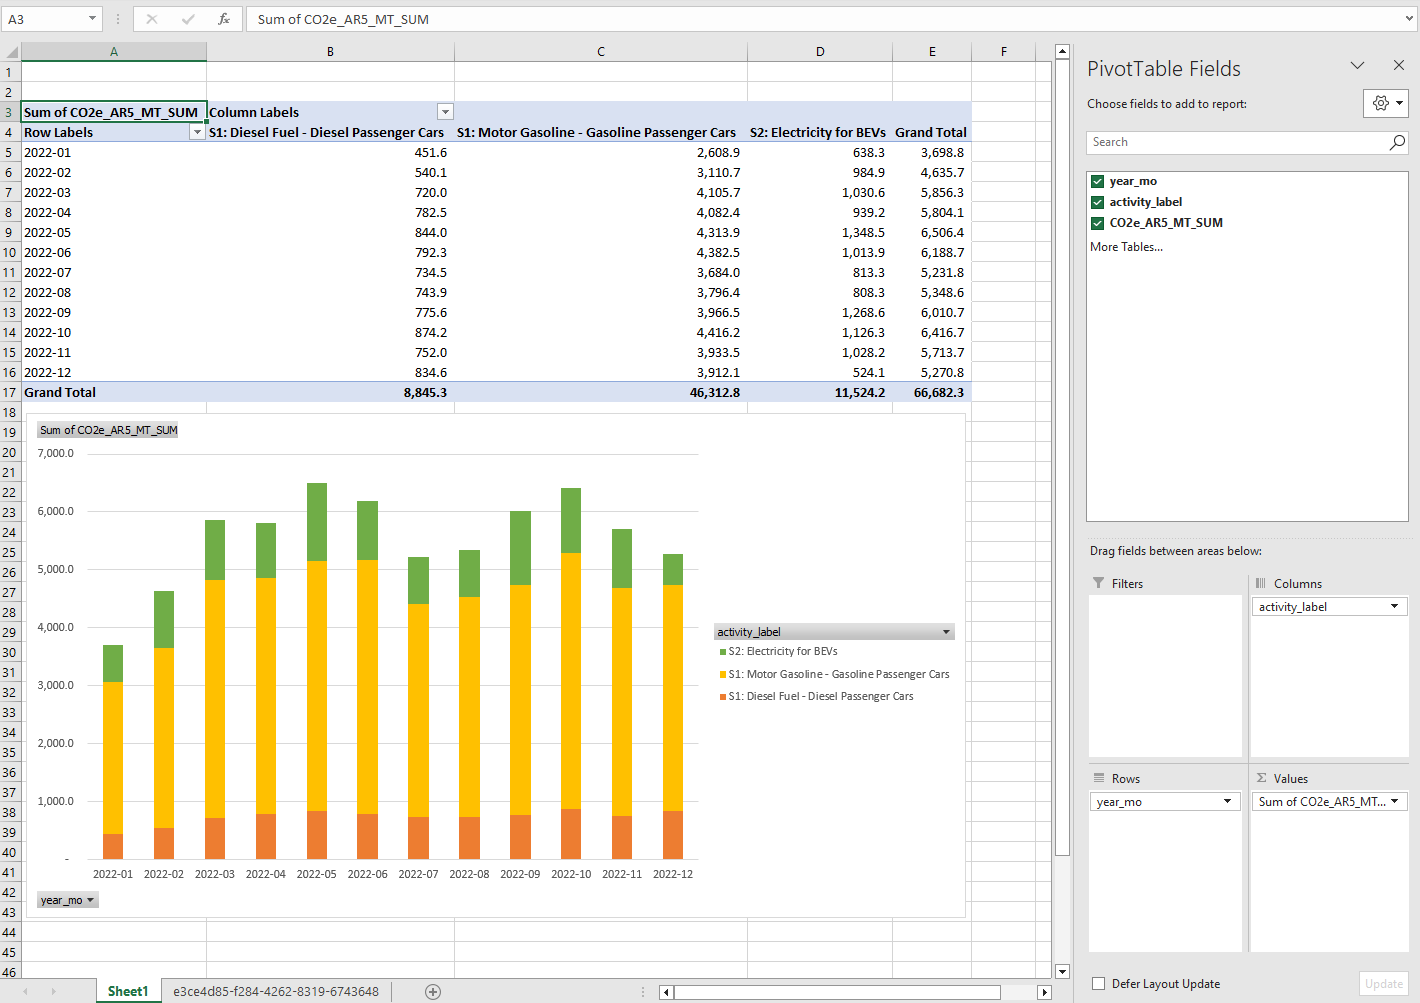 A3
fx
Sum of CO2e_AR5_MT_SUM
A B C D E F
1
2
3 Sum of CO2e_AR5_MT_SUM Column Labels
4 Row Labels S1: Diesel Fuel - Diesel Passenger Cars S1: Motor Gasoline - Gasoline Passenger Cars S2: Electricity for BEVs Grand Total
5 2022-01 451.6 2,608.9 638.3 3,698.8
6 2022-02 540.1 3,110.7 984.9 4,635.7
7 2022-03 720.0 4,105.7 1,030.6 5,856.3
8 2022-04 782.5 4,082.4 939.2 5,804.1
9 2022-05 844.0 4,313.9 1,348.5 6,506.4
10 2022-06 792.3 4,382.5 1,013.9 6,188.7
11 2022-07 734.5 3,684.0 813.3 5,231.8
12 2022-08 743.9 3,796.4 808.3 5,348.6
13 2022-09 775.6 3,966.5 1,268.6 6,010.7
14 2022-10 874.2 4,416.2 1,126.3 6,416.7
15 2022-11 752.0 3,933.5 1,028.2 5,713.7
16 2022-12 834.6 3,912.1 524.1 5,270.8
17 Grand Total 8,845.3 46,312.8 11,524.2 66,682.3
18
19
20
21
22
23
24
25
26
27
28
29
30
31
32
33
34
35
36
37
38
39
40
41
42
43
44
45
46
Sum of CO2e_AR5_MT_SUM
7,000.0
6,000.0
5,000.0
4,000.0
3,000.0
2,000.0
1,000.0
-
2022-01 2022-02 2022-03 2022-04 2022-05 2022-06 2022-07 2022-08 2022-09 2022-10 2022-11 2022-12
activity_label
S2: Electricity for BEVs
S1: Motor Gasoline - Gasoline Passenger Cars
S1: Diesel Fuel - Diesel Passenger Cars
year_mo
Sheet1 e3ce4d85-f284-4262-8319-6743648
PivotTable Fields
Choose fields to add to report:
Search
year_mo
activity_label
CO2e_AR5_MT_SUM
More Tables...
Drag fields between areas below:
Filters
Columns
activity_label
Rows
year_mo
Σ Values
Sum of CO2e_AR5_MT...
Defer Layout Update
Update